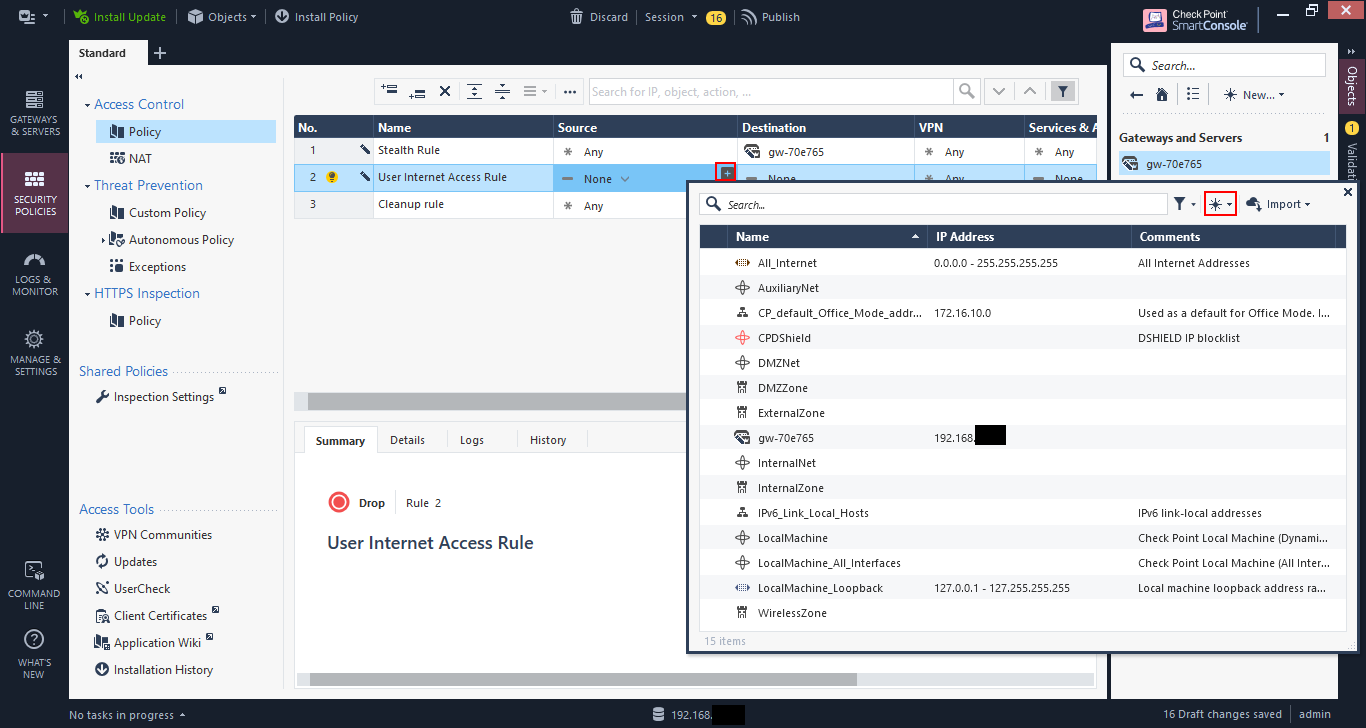 Install Update
Objects
Install Policy
Discard
Session
16
Publish
Check Point
SmartConsole
Standard
GATEWAYS
& SERVERS
SECURITY
POLICIES
LOGS &
MONITOR
MANAGE &
SETTINGS
COMMAND
LINE
WHAT'S
NEW
Access Control
Policy
NAT
Threat Prevention
Custom Policy
Autonomous Policy
Exceptions
HTTPS Inspection
Policy
Shared Policies
Inspection Settings
Access Tools
VPN Communities
Updates
UserCheck
Client Certificates
Application Wiki
Installation History
Search for IP, object, action, ...
No. Name Source Destination VPN Services & A
1 Stealth Rule Any gw-70e765 Any Any
2 User Internet Access Rule None None Any None
3 Cleanup rule Any
Summary Details Logs History
Drop Rule 2
User Internet Access Rule
Search...
Import
Name IP Address Comments
All_Internet 0.0.0.0 - 255.255.255.255 All Internet Addresses
AuxiliaryNet
CP_default_Office_Mode_addr... 172.16.10.0 Used as a default for Office Mode. I...
CPDShield DSHIELD IP blocklist
DMZNet
DMZZone
ExternalZone
gw-70e765 192.168.
InternalNet
InternalZone
IPv6_Link_Local_Hosts IPv6 link-local addresses
LocalMachine Check Point Local Machine (Dynami...
LocalMachine_All_Interfaces Check Point Local Machine (All Inter...
LocalMachine_Loopback 127.0.0.1 - 127.255.255.255 Local machine loopback address ra...
WirelessZone
15 items
Search...
New...
Gateways and Servers 1
gw-70e765
Objects
1
Validati
No tasks in progress
192.168.
16 Draft changes saved
admin